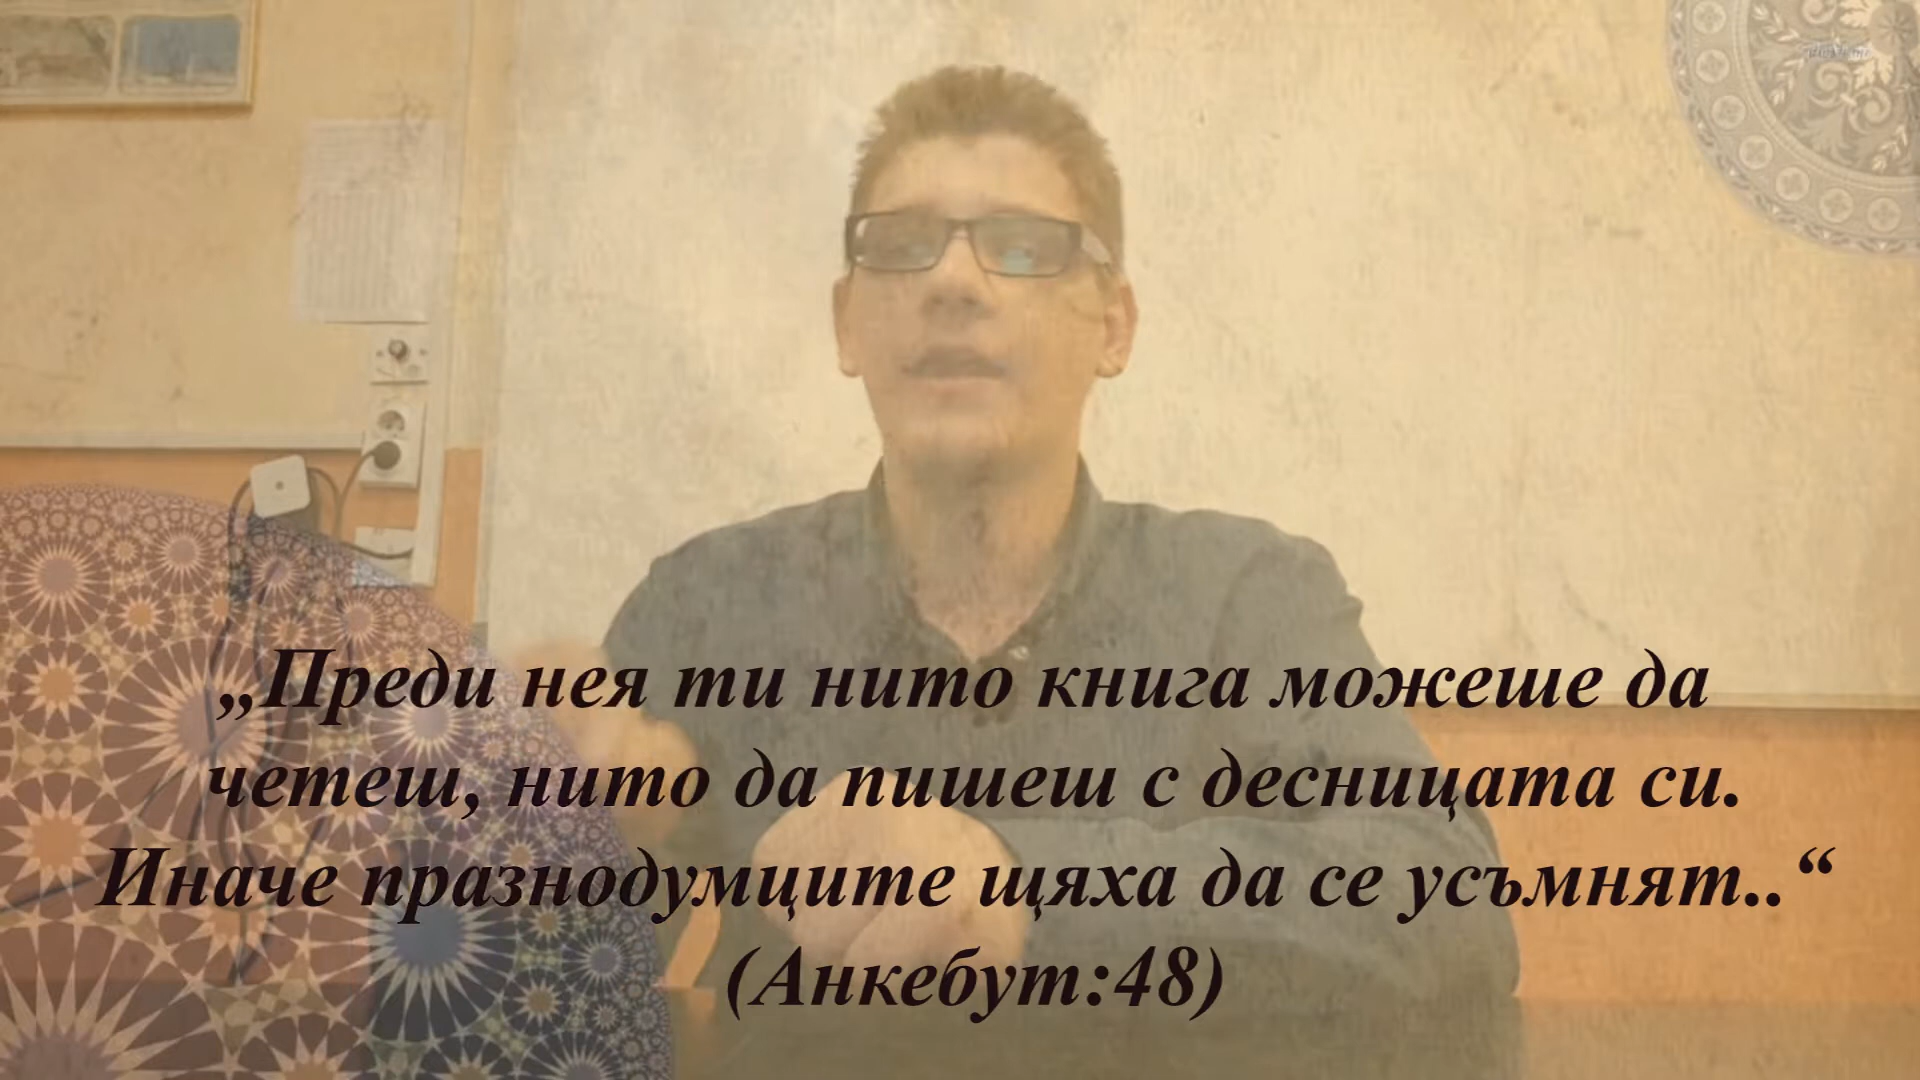 „Преди нея ти нито книга можеше да
четеш, нито да пишеш с десницата си.
Иначе празнодумците щяха да се усъмнят..“
(Анкебут:48)